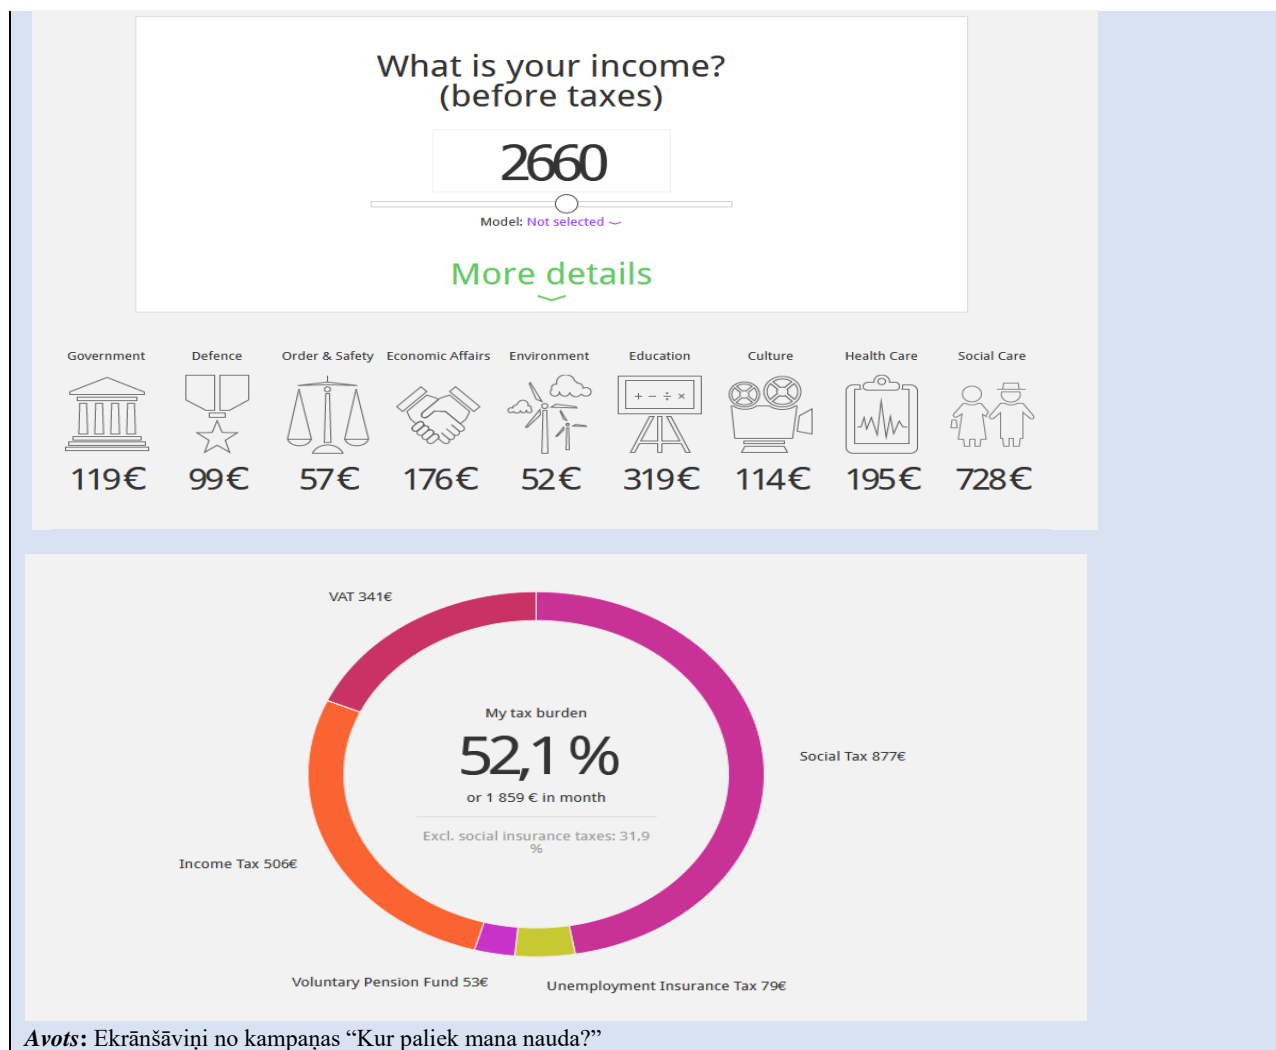 What is your income?
(before taxes)
2660
Model: Not selected
More details
Government Defence Order & Safety Economic Affairs Environment Education Culture Health Care Social Care
+ − ÷ ×
119€ 99€ 57€ 176€ 52€ 319€ 114€ 195€ 728€
VAT 341€
My tax burden
52,1 %
or 1 859 € in month
Excl. social insurance taxes: 31,9
%
Social Tax 877€
Income Tax 506€
Voluntary Pension Fund 53€
Unemployment Insurance Tax 79€
Avots: Ekrānšāviņi no kampaņas “Kur paliek mana nauda?”